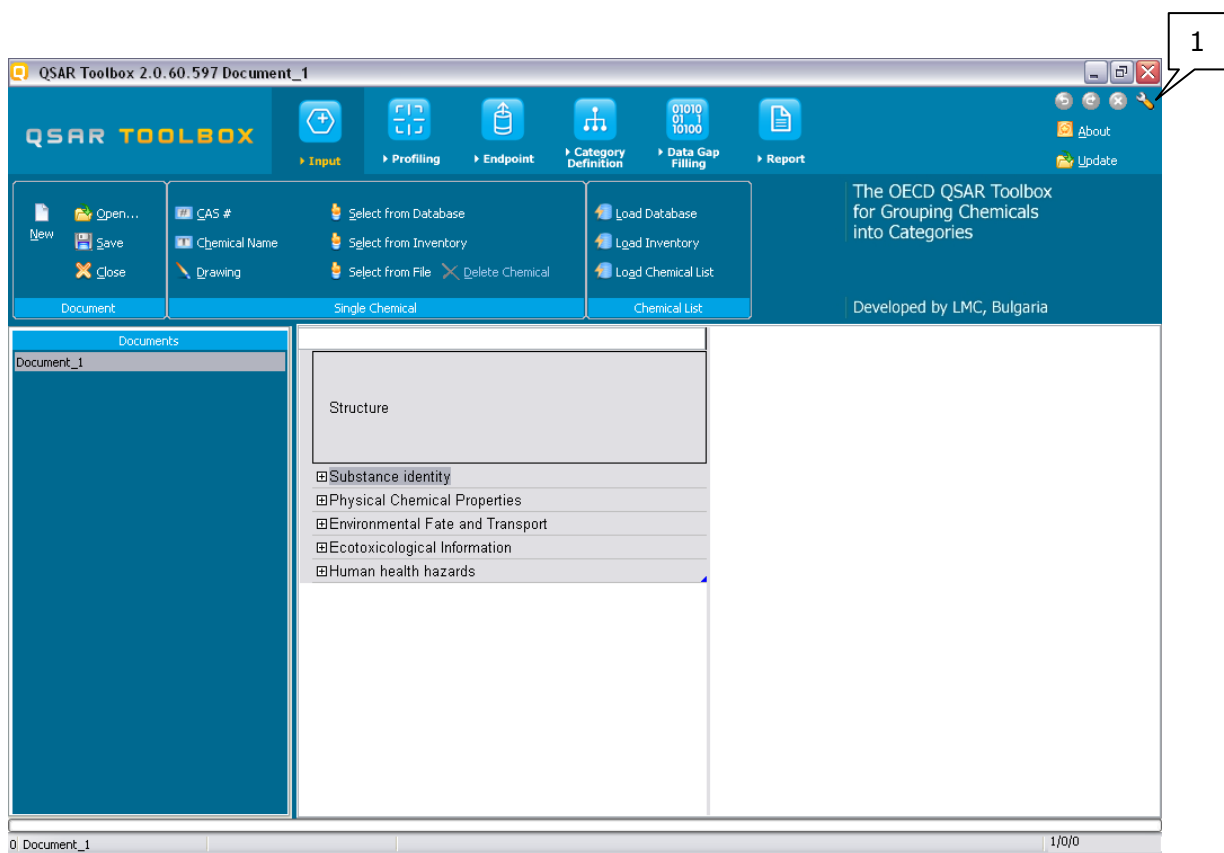 1
QSAR Toolbox 2.0.60.597 Document_1
QSAR TOOLBOX
Input
Profiling
Endpoint
Category
Definition
01010
01 1
10100
Data Gap
Filling
Report
About
Update
New
Open...
Save
Close
Document
# CAS #
Chemical Name
Drawing
Select from Database
Select from Inventory
Select from File
Delete Chemical
Single Chemical
Load Database
Load Inventory
Load Chemical List
Chemical List
The OECD QSAR Toolbox
for Grouping Chemicals
into Categories
Developed by LMC, Bulgaria
Documents
Document_1
Structure
Substance identity
Physical Chemical Properties
Environmental Fate and Transport
Ecotoxicological Information
Human health hazards
0 Document_1
1/0/0